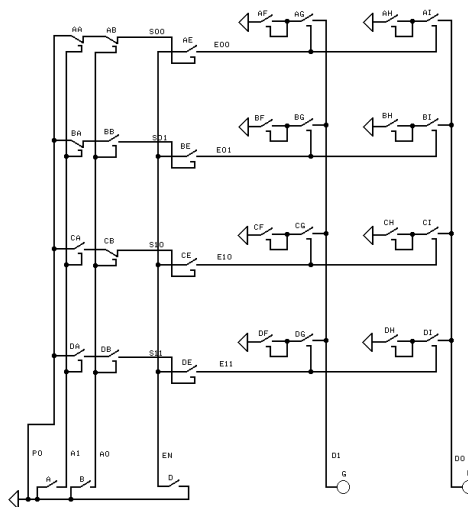 AF AG AH AI
AA AB S00 AE E00
BF BG BH BI
BA BB S01 BE E01
CF CG CH CI
CA CB S10 CE E10
DF DG DH DI
DA DB S11 DE E11
P0 A1 A0 EN D1 D0
A B D G